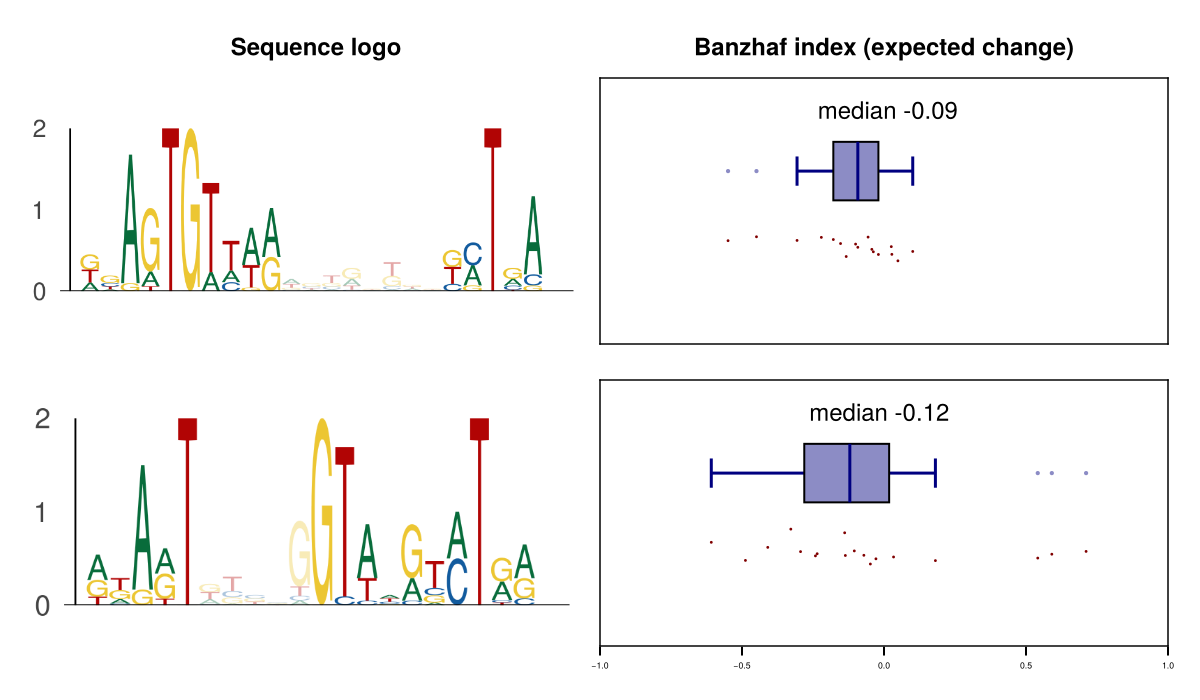 Sequence logo
Banzhaf index (expected change)
2
1
0
median -0.09
2
1
0
median -0.12
−1.0 −0.5 0.0 0.5 1.0